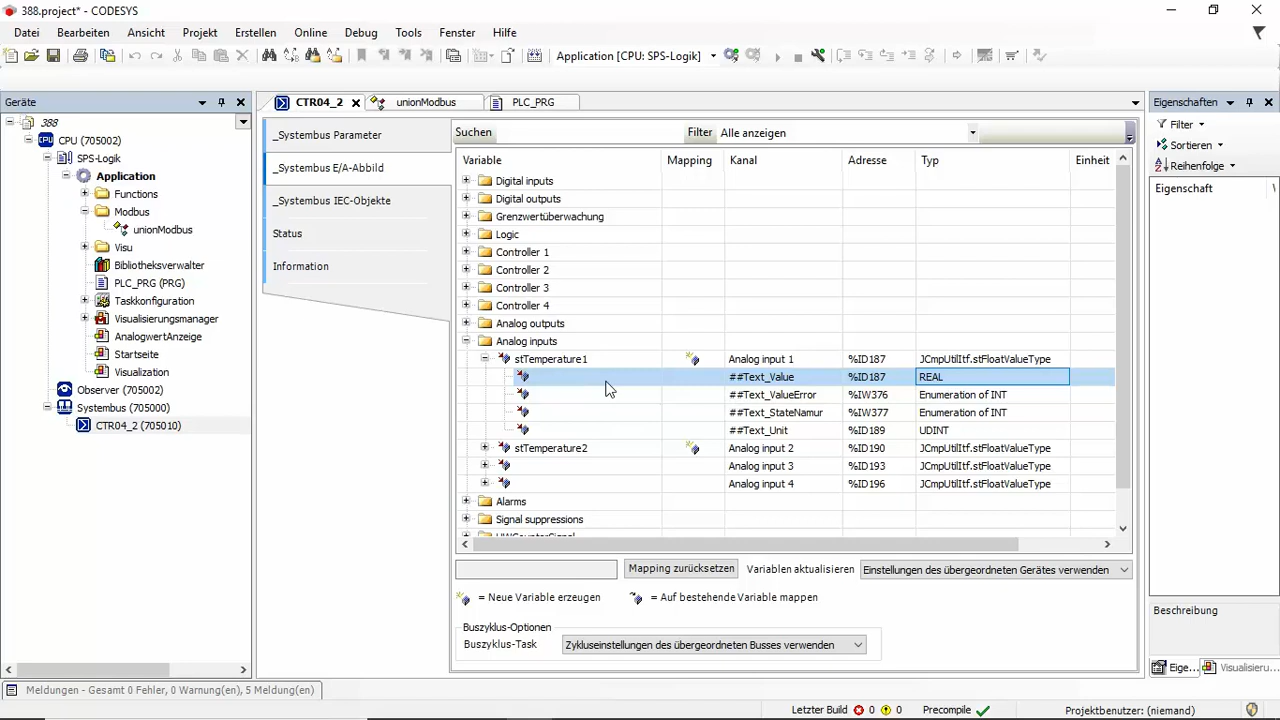 388.project* - CODESYS
Datei Bearbeiten Ansicht Projekt Erstellen Online Debug Tools Fenster Hilfe
Application [CPU: SPS-Logik]
Geräte
388
CPU (705002)
SPS-Logik
Application
Functions
Modbus
unionModbus
Visu
Bibliotheksverwalter
PLC_PRG (PRG)
Taskkonfiguration
Visualisierungsmanager
AnalogwertAnzeige
Startseite
Visualization
Observer (705002)
Systembus (705000)
CTR04_2 (705010)
CTR04_2 unionModbus PLC_PRG
_Systembus Parameter
_Systembus E/A-Abbild
_Systembus IEC-Objekte
Status
Information
Suchen Filter Alle anzeigen
Variable Mapping Kanal Adresse Typ Einheit
Digital inputs
Digital outputs
Grenzwertüberwachung
Logic
Controller 1
Controller 2
Controller 3
Controller 4
Analog outputs
Analog inputs
stTemperature1 Analog input 1 %ID187 JCmpUtilItf.stFloatValueType
##Text_Value %ID187 REAL
##Text_ValueError %IW376 Enumeration of INT
##Text_StateNamur %IW377 Enumeration of INT
##Text_Unit %ID189 UDINT
stTemperature2 Analog input 2 %ID190 JCmpUtilItf.stFloatValueType
Analog input 3 %ID193 JCmpUtilItf.stFloatValueType
Analog input 4 %ID196 JCmpUtilItf.stFloatValueType
Alarms
Signal suppressions
Mapping zurücksetzen Variablen aktualisieren Einstellungen des übergeordneten Gerätes verwenden
= Neue Variable erzeugen = Auf bestehende Variable mappen
Buszyklus-Optionen
Buszyklus-Task Zykluseinstellungen des übergeordneten Busses verwenden
Eigenschaften
Filter
Sortieren
Reihenfolge
Eigenschaft
Beschreibung
Eige... Visualisieru...
Meldungen - Gesamt 0 Fehler, 0 Warnung(en), 5 Meldung(en)
Letzter Build 0 0 Precompile Projektbenutzer: (niemand)